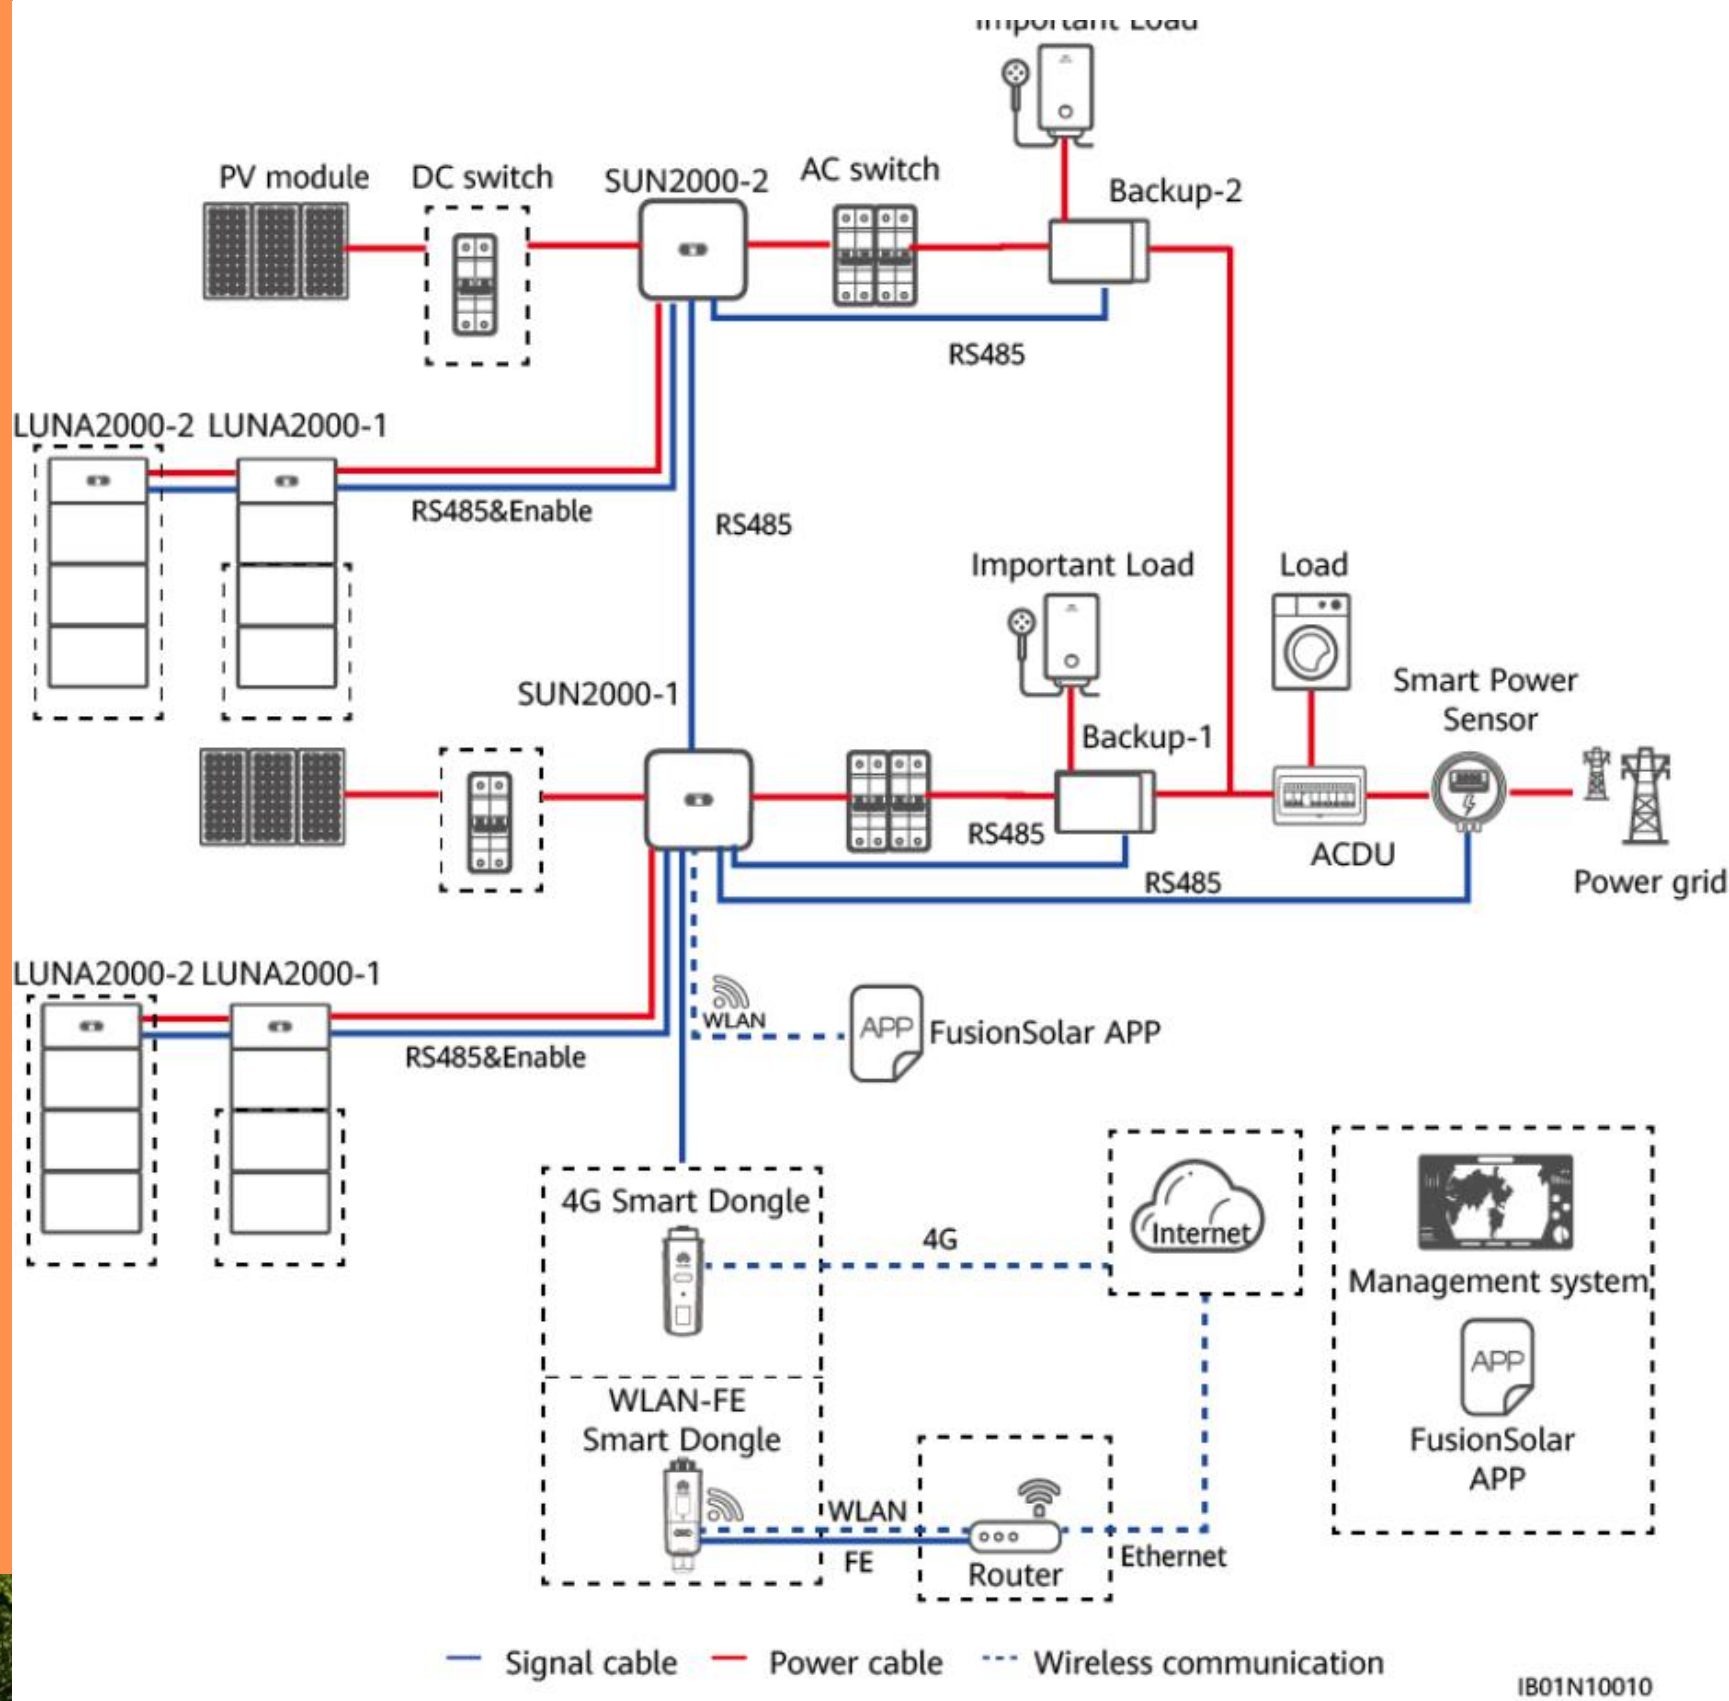 Important Load
PV module
DC switch
SUN2000-2
AC switch
Backup-2
RS485
LUNA2000-2
LUNA2000-1
RS485&Enable
RS485
Important Load
Load
SUN2000-1
Smart Power
Sensor
Backup-1
RS485
ACDU
RS485
Power grid
LUNA2000-2
LUNA2000-1
WLAN
APP
FusionSolar APP
RS485&Enable
4G Smart Dongle
4G
Internet
Management system
APP
FusionSolar
APP
WLAN-FE
Smart Dongle
WLAN
FE
Router
Ethernet
Signal cable
Power cable
Wireless communication
IB01N10010